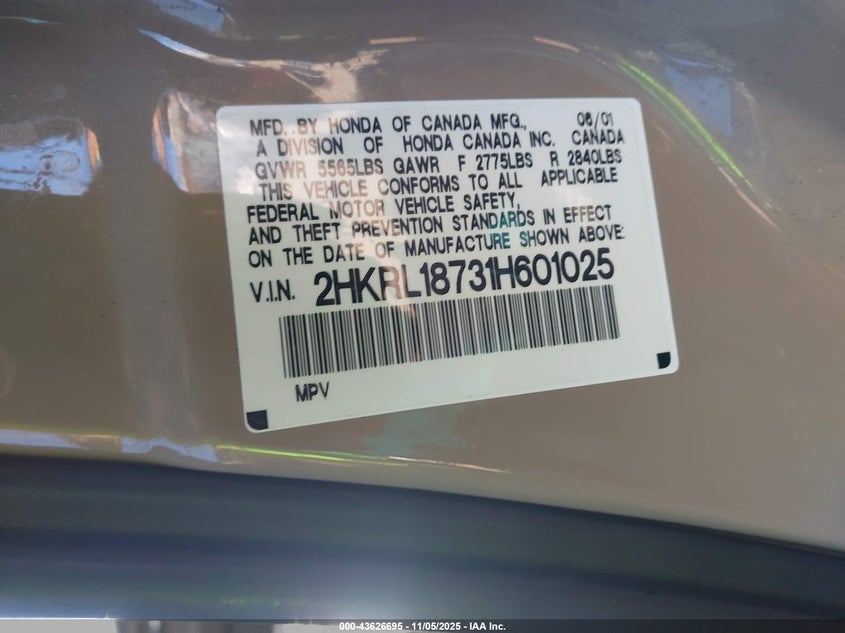 MFD. BY HONDA OF CANADA MFG., 06/01
A DIVISION OF HONDA CANADA INC. CANADA
GVWR 5565LBS GAWR F 2775LBS R 2840LBS
THIS VEHICLE CONFORMS TO ALL APPLICABLE
FEDERAL MOTOR VEHICLE SAFETY,
AND THEFT PREVENTION STANDARDS IN EFFECT
ON THE DATE OF MANUFACTURE SHOWN ABOVE.
V.I.N. 2HKRL18731H601025
MPV
000-43626695 - 11/05/2025 - IAA Inc.